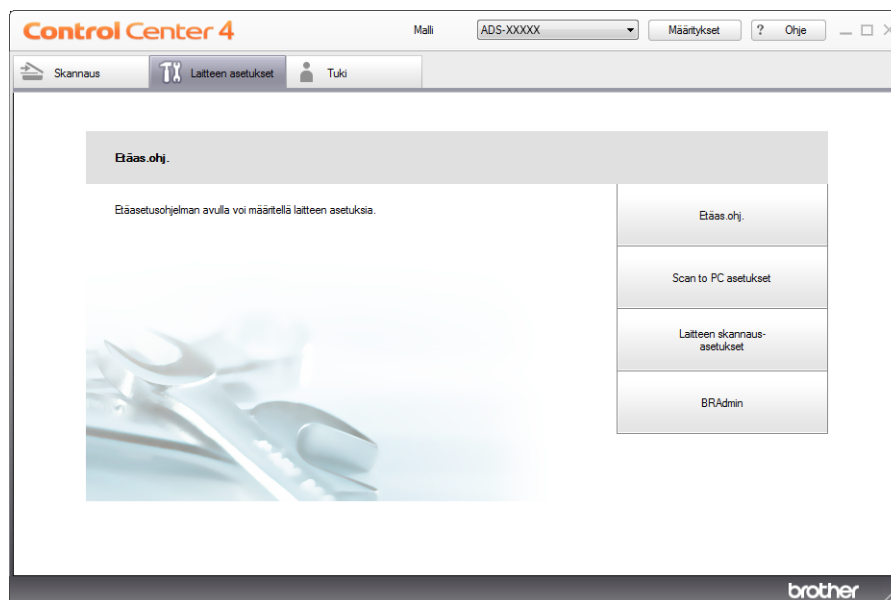 Control Center 4
Malli
ADS-XXXXX
Määritykset
? Ohje
Skannaus
Laitteen asetukset
Tuki
Etäas.ohj.
Etäasetusohjelman avulla voi määritellä laitteen asetuksia.
Etäas.ohj.
Scan to PC asetukset
Laitteen skannaus-
asetukset
BRAdmin
brother